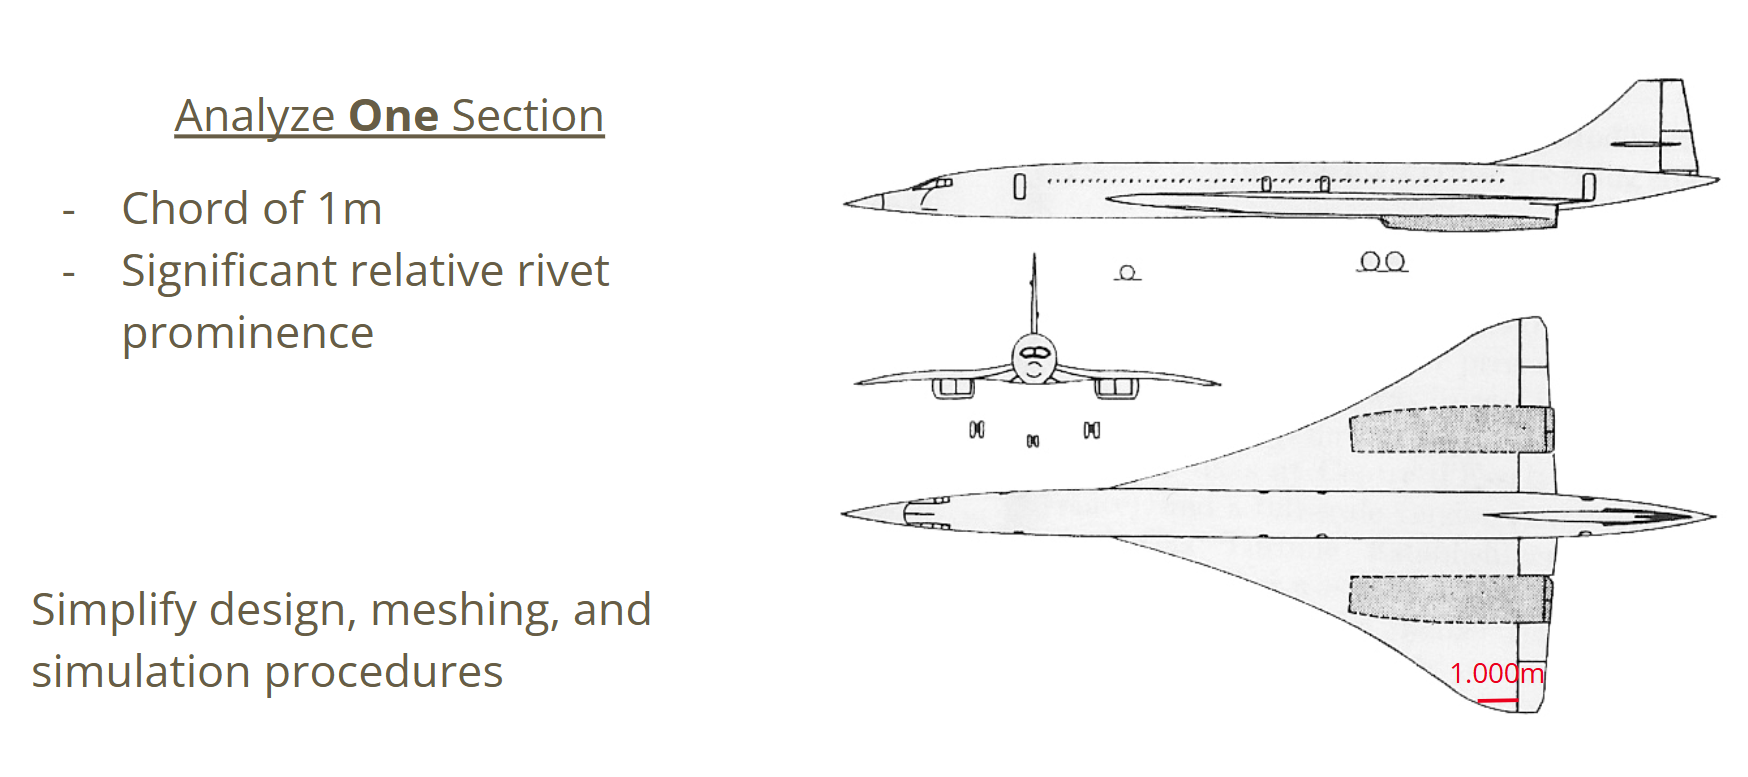 Analyze One Section
- Chord of 1m
- Significant relative rivet
prominence
Simplify design, meshing, and
simulation procedures
1.000m